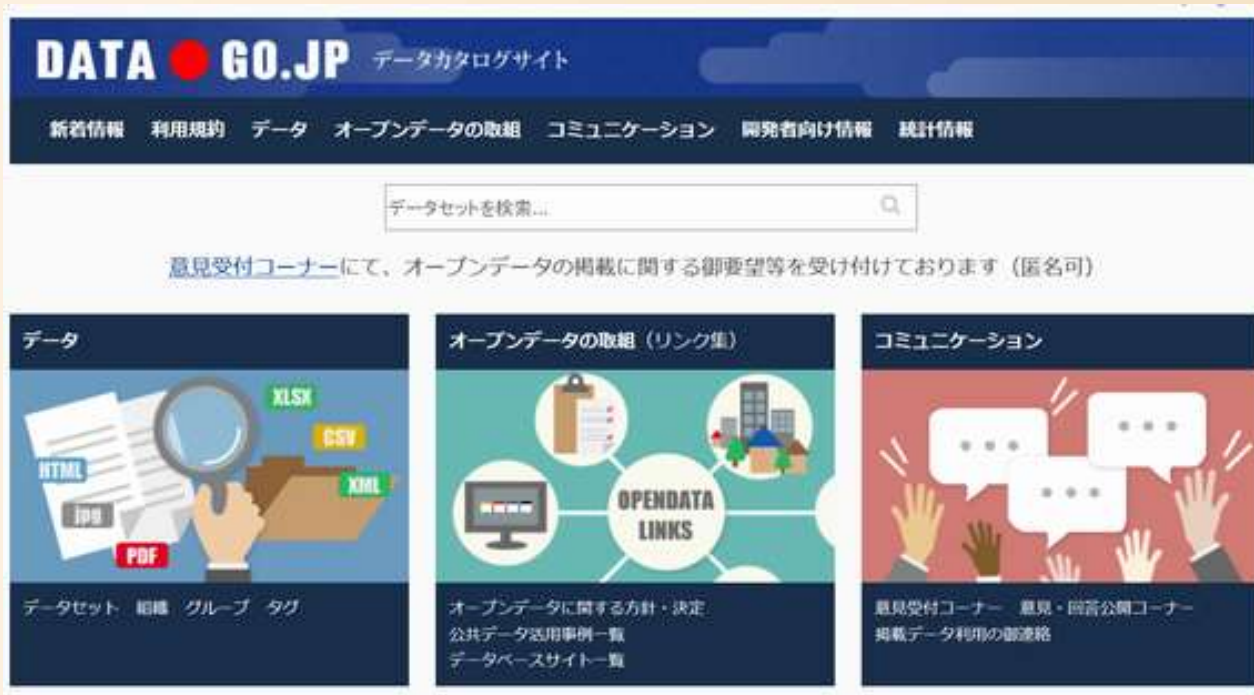 DATA GO.JP データカタログサイト
新着情報 利用規約 データ オープンデータの取組 コミュニケーション 開発者向け情報 統計情報
データセットを検索...
意見受付コーナーにて、オープンデータの掲載に関する御要望等を受け付けております（匿名可）
データ
XLSX
CSV
HTML
XML
jpg
PDF
データセット 組織 グループ タグ
オープンデータの取組（リンク集）
OPENDATA
LINKS
オープンデータに関する方針・決定
公共データ活用事例一覧
データベースサイト一覧
コミュニケーション
意見受付コーナー 意見・回答公開コーナー
掲載データ利用の御連絡